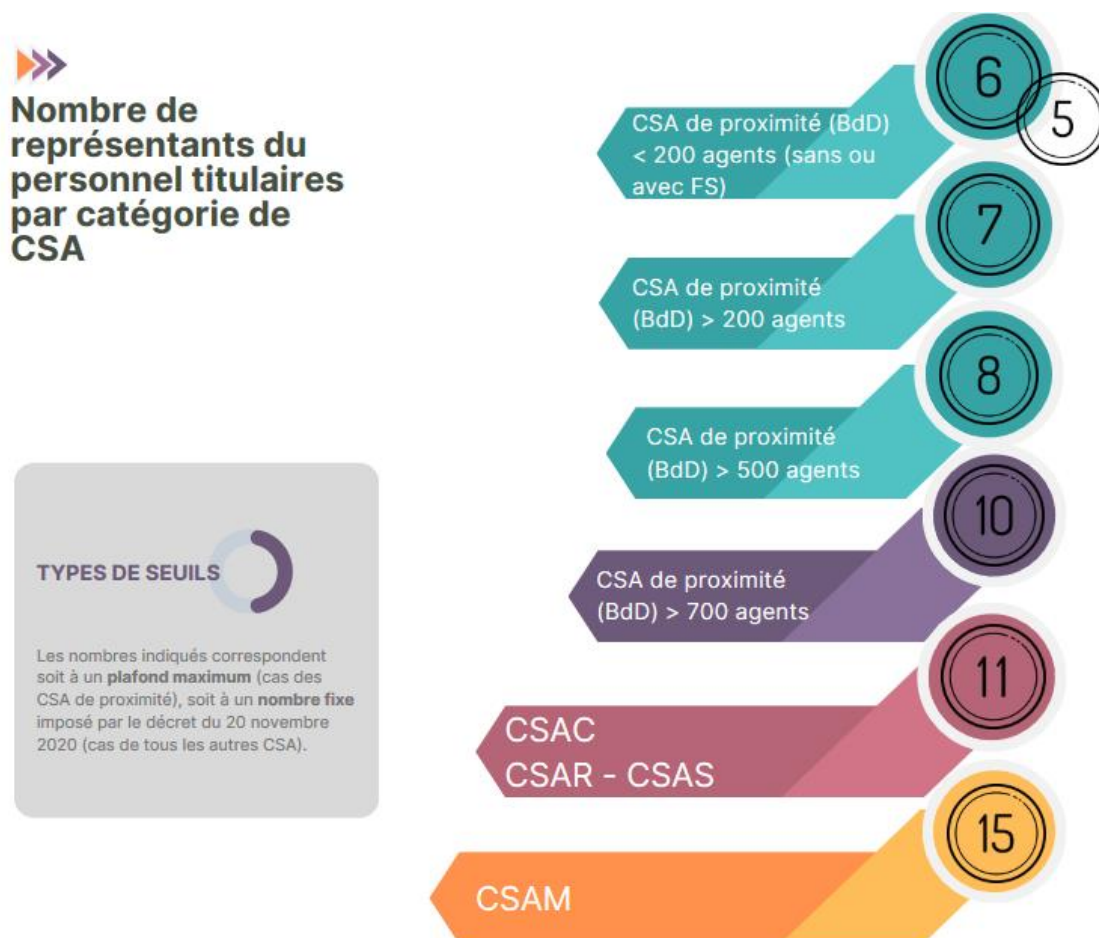 Nombre de
représentants du
personnel titulaires
par catégorie de
CSA
TYPES DE SEUILS
Les nombres indiqués correspondent
soit à un plafond maximum (cas des
CSA de proximité), soit à un nombre fixe
imposé par le décret du 20 novembre
2020 (cas de tous les autres CSA).
CSA de proximité (BdD)
< 200 agents (sans ou
avec FS)
6
5
CSA de proximité
(BdD) > 200 agents
7
CSA de proximité
(BdD) > 500 agents
8
CSA de proximité
(BdD) > 700 agents
10
CSAC
CSAR - CSAS
11
CSAM
15